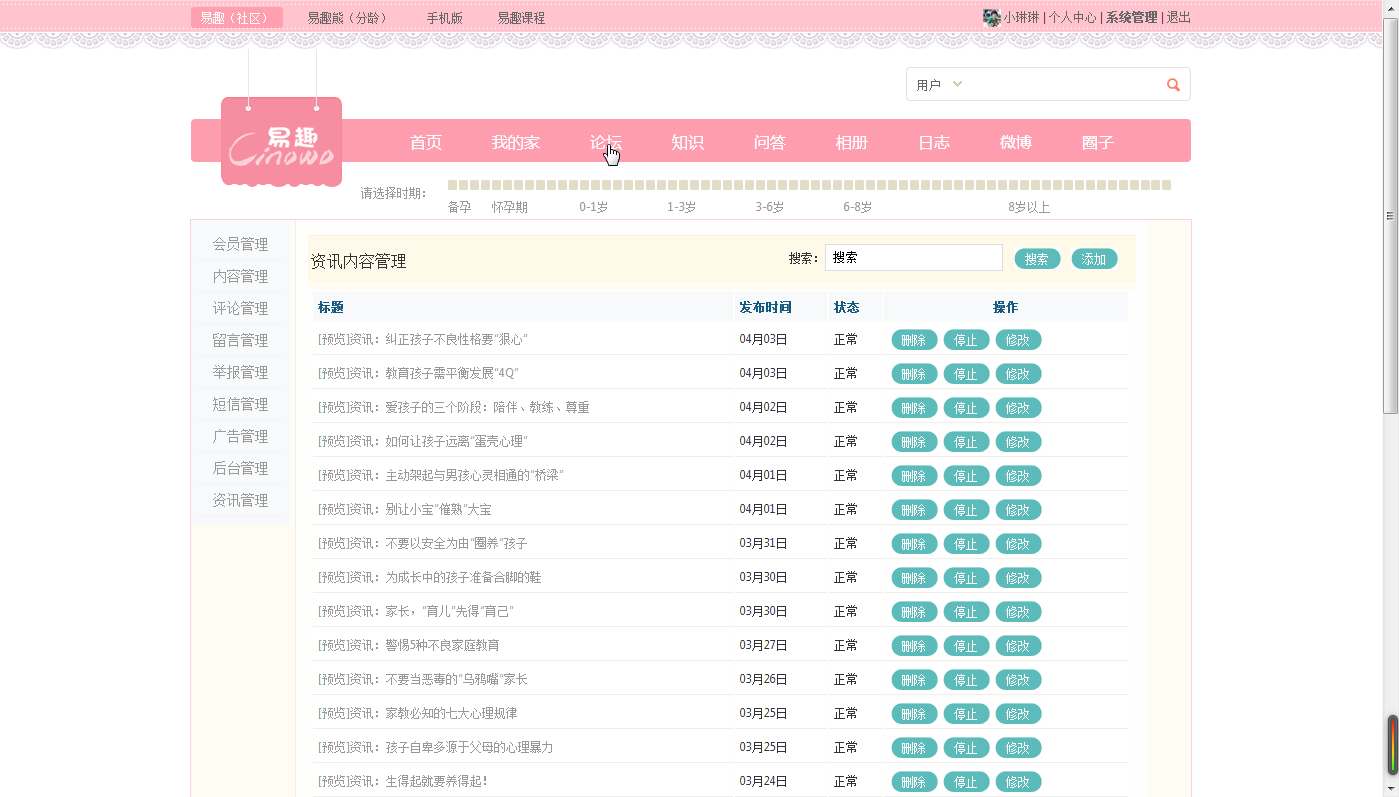 易趣（社区） 易趣熊（分龄） 手机版 易趣课程 小琳琳 | 个人中心 | 系统管理 | 退出
用户
易趣
Cinowo
首页 我的家 论坛 知识 问答 相册 日志 微博 圈子
请选择时期：
备孕 怀孕期 0-1岁 1-3岁 3-6岁 6-8岁 8岁以上
会员管理
内容管理
评论管理
留言管理
举报管理
短信管理
广告管理
后台管理
资讯管理
资讯内容管理 搜索： 搜索 搜索 添加
标题 发布时间 状态 操作
[预览]资讯：纠正孩子不良性格要“狠心” 04月03日 正常 删除 停止 修改
[预览]资讯：教育孩子需平衡发展“4Q” 04月03日 正常 删除 停止 修改
[预览]资讯：爱孩子的三个阶段：陪伴、教练、尊重 04月02日 正常 删除 停止 修改
[预览]资讯：如何让孩子远离“蛋壳心理” 04月02日 正常 删除 停止 修改
[预览]资讯：主动架起与男孩心灵相通的“桥梁” 04月01日 正常 删除 停止 修改
[预览]资讯：别让小宝“催熟”大宝 04月01日 正常 删除 停止 修改
[预览]资讯：不要以安全为由“圈养”孩子 03月31日 正常 删除 停止 修改
[预览]资讯：为成长中的孩子准备合脚的鞋 03月30日 正常 删除 停止 修改
[预览]资讯：家长，“育儿”先得“育己” 03月30日 正常 删除 停止 修改
[预览]资讯：警惕5种不良家庭教育 03月27日 正常 删除 停止 修改
[预览]资讯：不要当恶毒的“乌鸦嘴”家长 03月26日 正常 删除 停止 修改
[预览]资讯：家教必知的七大心理规律 03月25日 正常 删除 停止 修改
[预览]资讯：孩子自卑多源于父母的心理暴力 03月25日 正常 删除 停止 修改
[预览]资讯：生得起就要养得起！ 03月24日 正常 删除 停止 修改